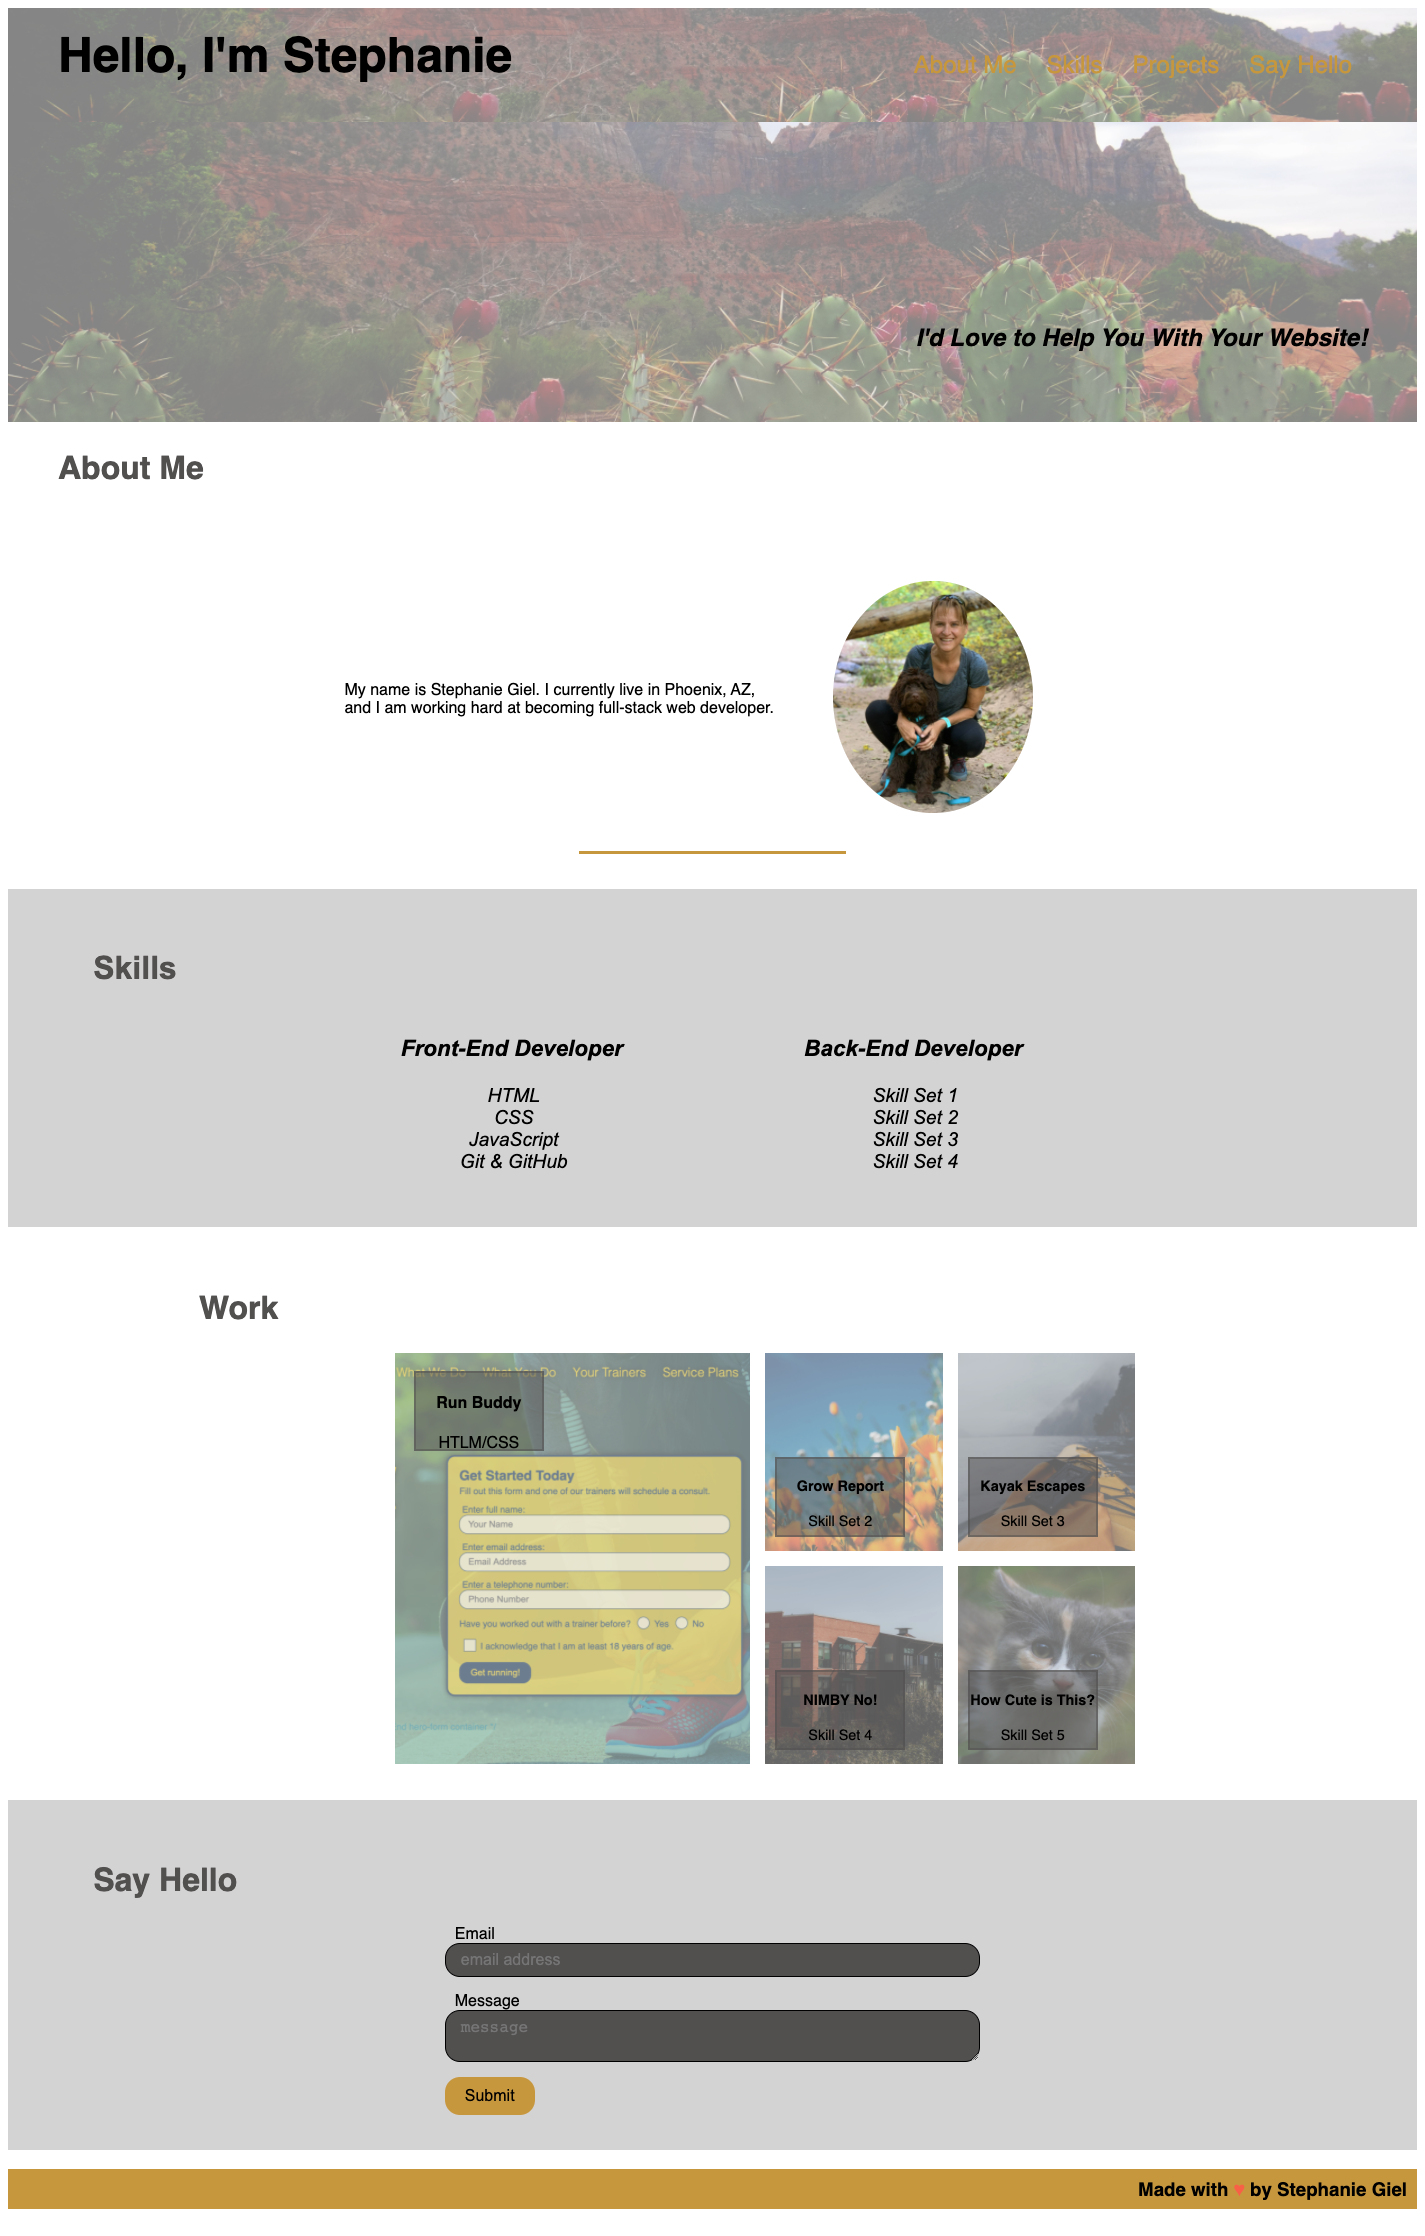 Hello, I'm Stephanie
About Me Skills Projects Say Hello
I'd Love to Help You With Your Website!
About Me
My name is Stephanie Giel. I currently live in Phoenix, AZ,
and I am working hard at becoming full-stack web developer.
Skills
Front-End Developer
HTML
CSS
JavaScript
Git & GitHub
Back-End Developer
Skill Set 1
Skill Set 2
Skill Set 3
Skill Set 4
Work
What We Do What You Do Your Trainers Service Plans
Run Buddy
HTLM/CSS
Get Started Today
Fill out this form and one of our trainers will schedule a consult.
Enter full name:
Your Name
Enter email address:
Email Address
Enter a telephone number:
Phone Number
Have you worked out with a trainer before? Yes No
I acknowledge that I am at least 18 years of age.
Get running!
Grow Report
Skill Set 2
Kayak Escapes
Skill Set 3
NIMBY No!
Skill Set 4
How Cute is This?
Skill Set 5
Say Hello
Email
email address
Message
message
Submit
Made with ♥ by Stephanie Giel